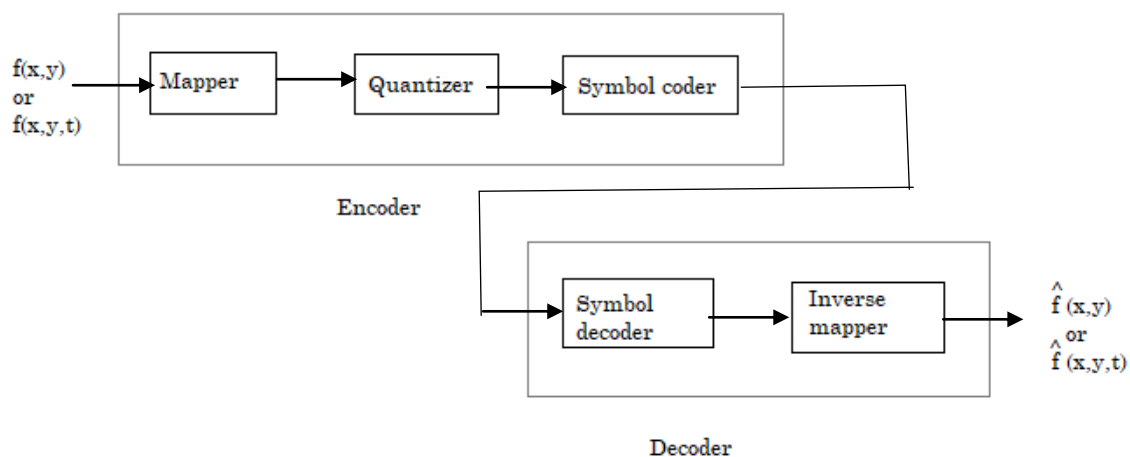 f(x,y)
or
f(x,y,t)
Mapper
Quantizer
Symbol coder
Encoder
Symbol
decoder
Inverse
mapper
^
f (x,y)
or
^
f (x,y,t)
Decoder